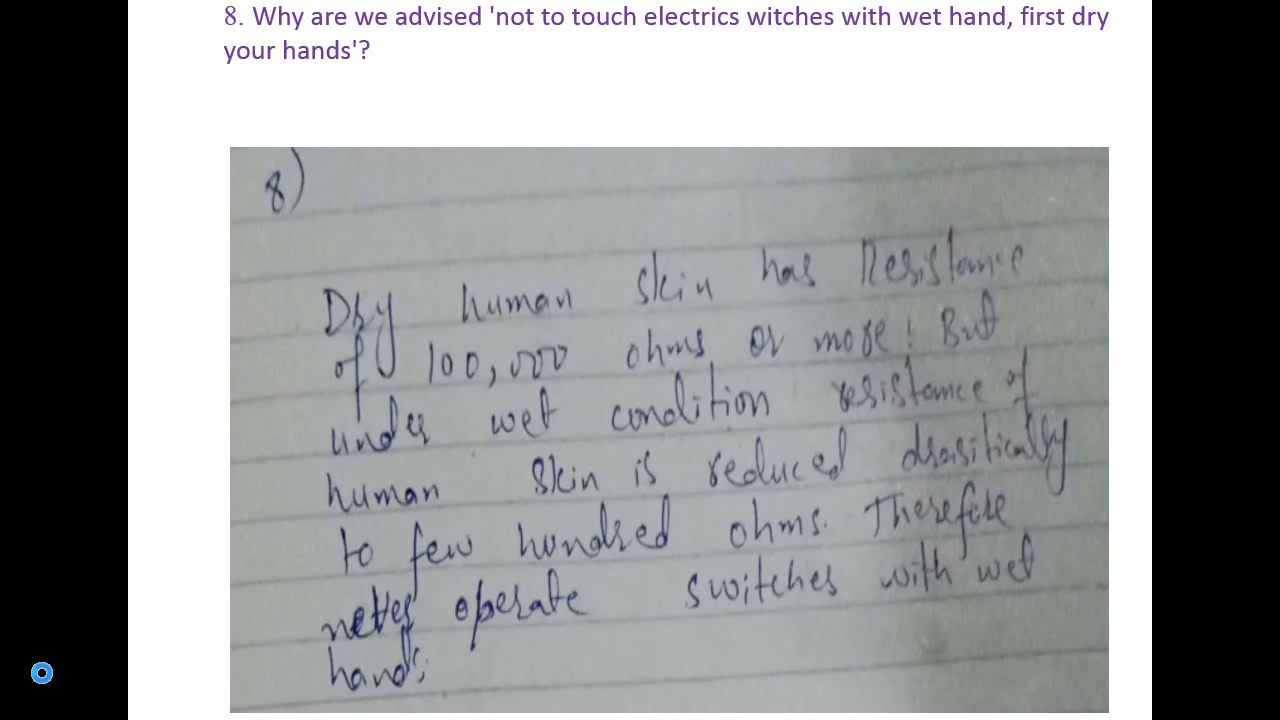 8. Why are we advised 'not to touch electrics witches with wet hand, first dry
your hands'?
8)
Dry human skin has Resistance
of 100,000 ohms or more! But
under wet condition resistance of
human skin is reduced drasitically
to few hundred ohms. Therefore
never operate switches with wet
hands;